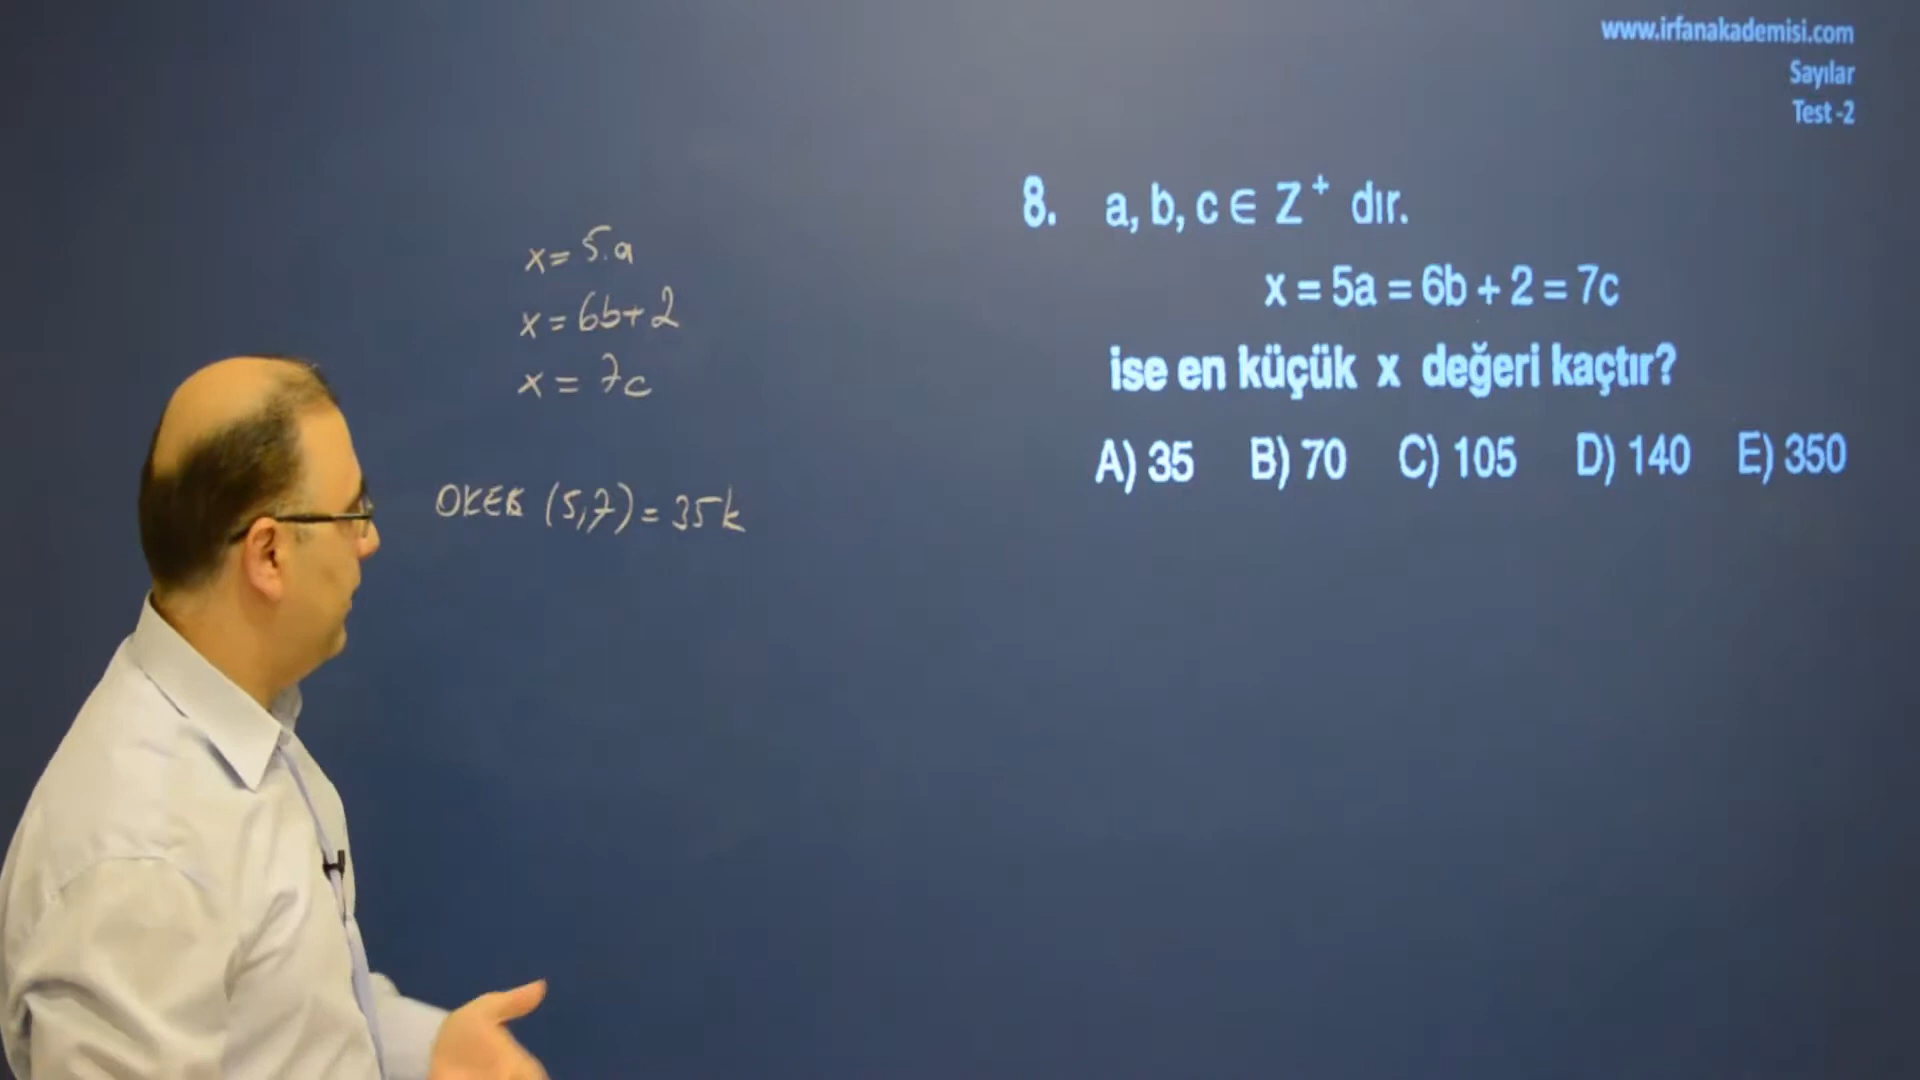 www.irfanakademisi.com
Sayılar
Test -2
8. a, b, c ∈ Z⁺ dır.
x = 5a = 6b + 2 = 7c
ise en küçük x değeri kaçtır?
A) 35 B) 70 C) 105 D) 140 E) 350
x = 5.a
x = 6b+2
x = 7c
OKEK (5,7) = 35k